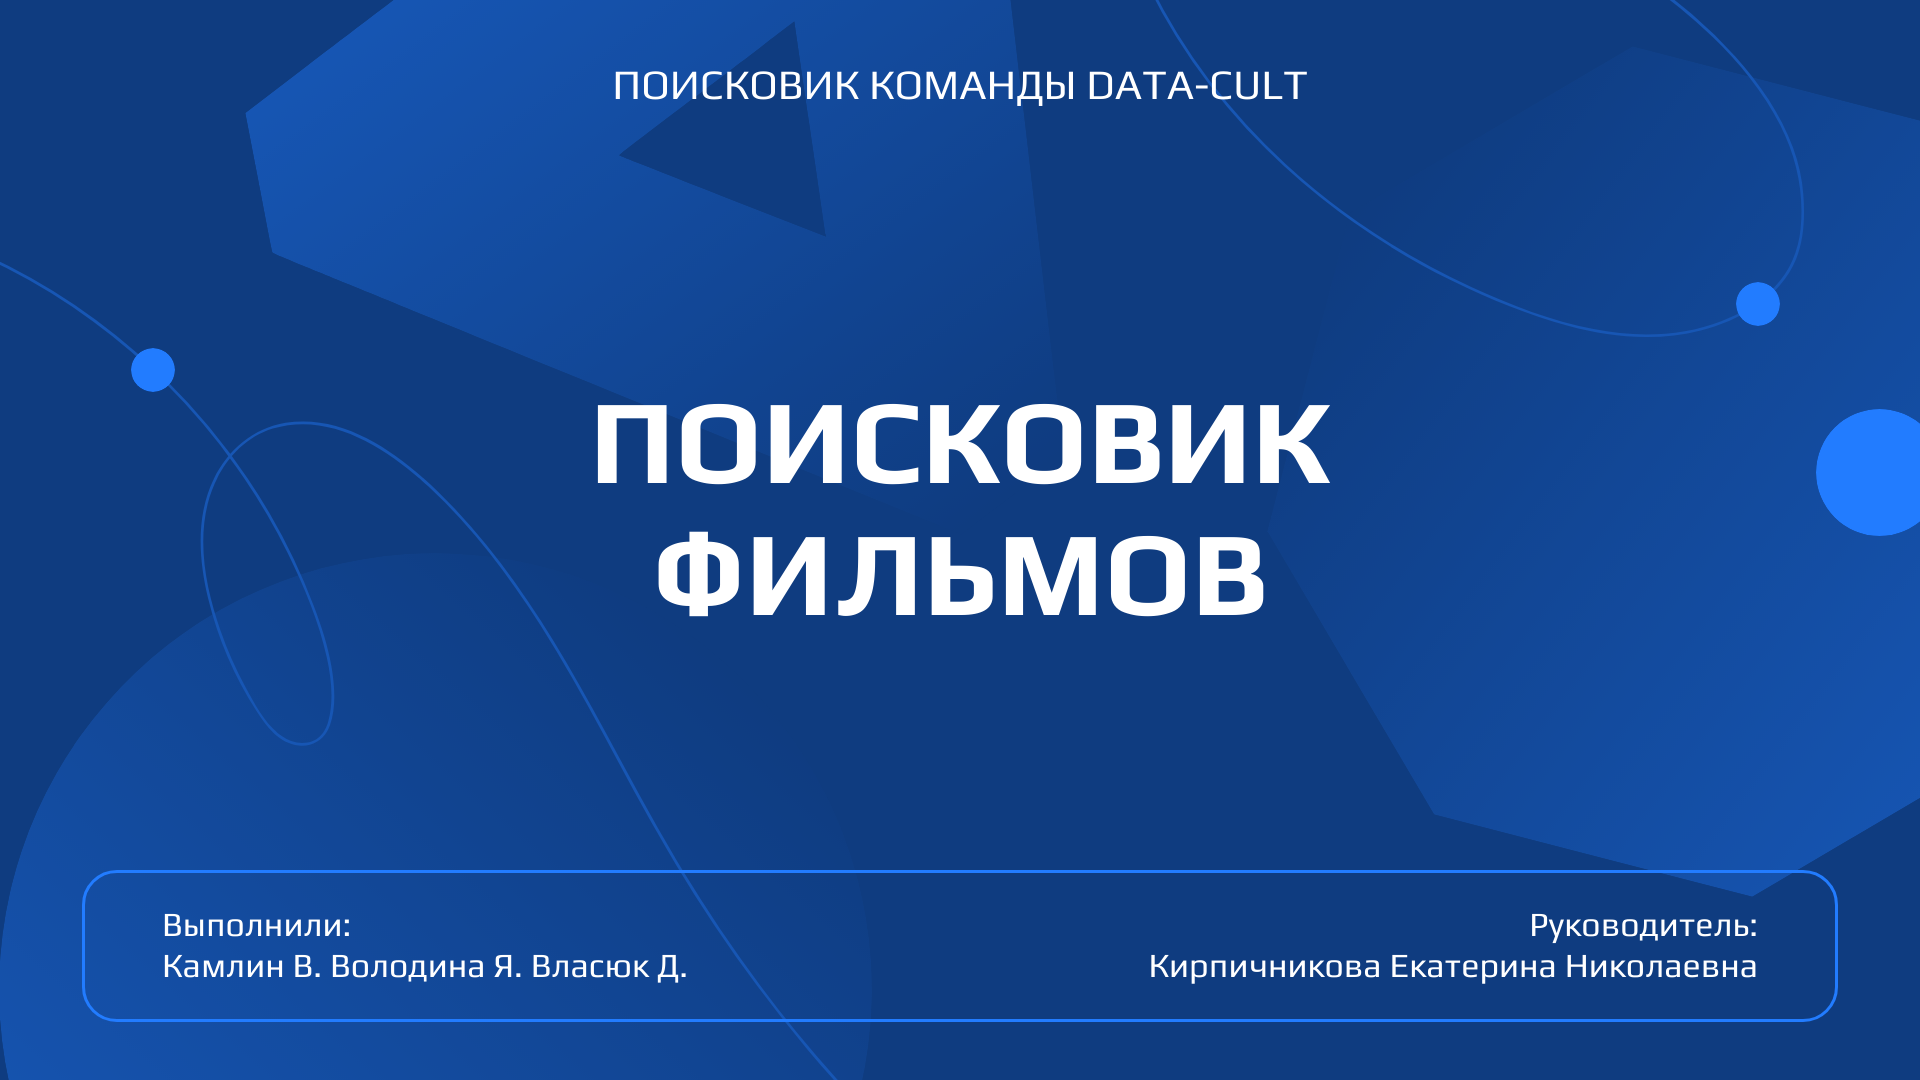 ПОИСКОВИК КОМАНДЫ DATA-CULT
ПОИСКОВИК
ФИЛЬМОВ
Выполнили:
Камлин В. Володина Я. Власюк Д.
Руководитель:
Кирпичникова Екатерина Николаевна